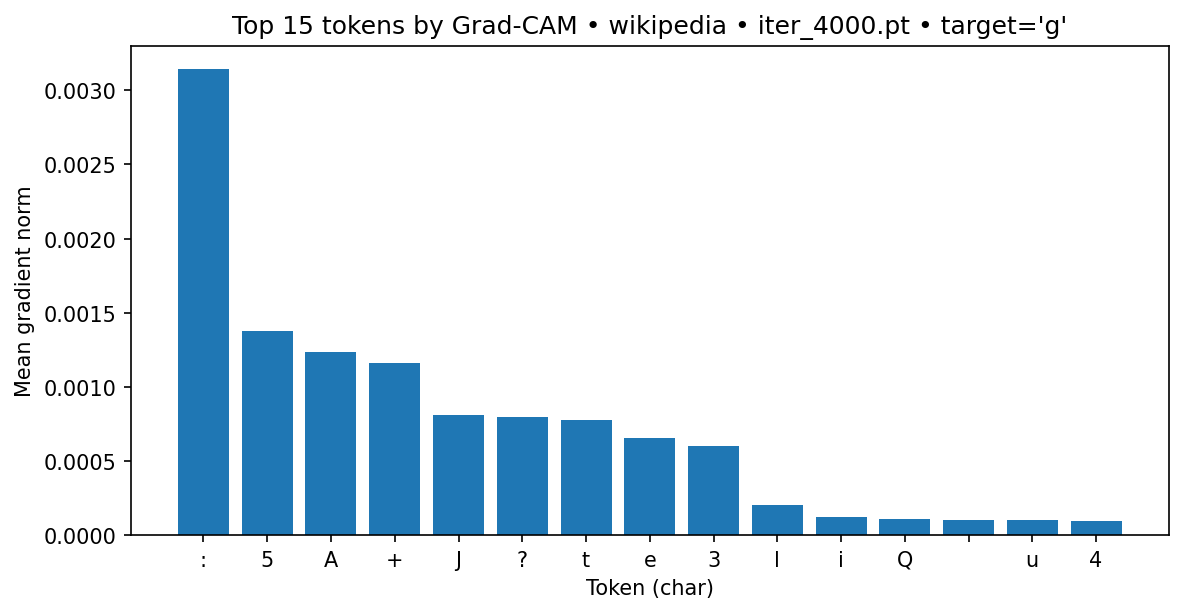 Top 15 tokens by Grad-CAM • wikipedia • iter_4000.pt • target='g'
Mean gradient norm
0.0030
0.0025
0.0020
0.0015
0.0010
0.0005
0.0000
: 5 A + J ? t e 3 l i Q u 4
Token (char)